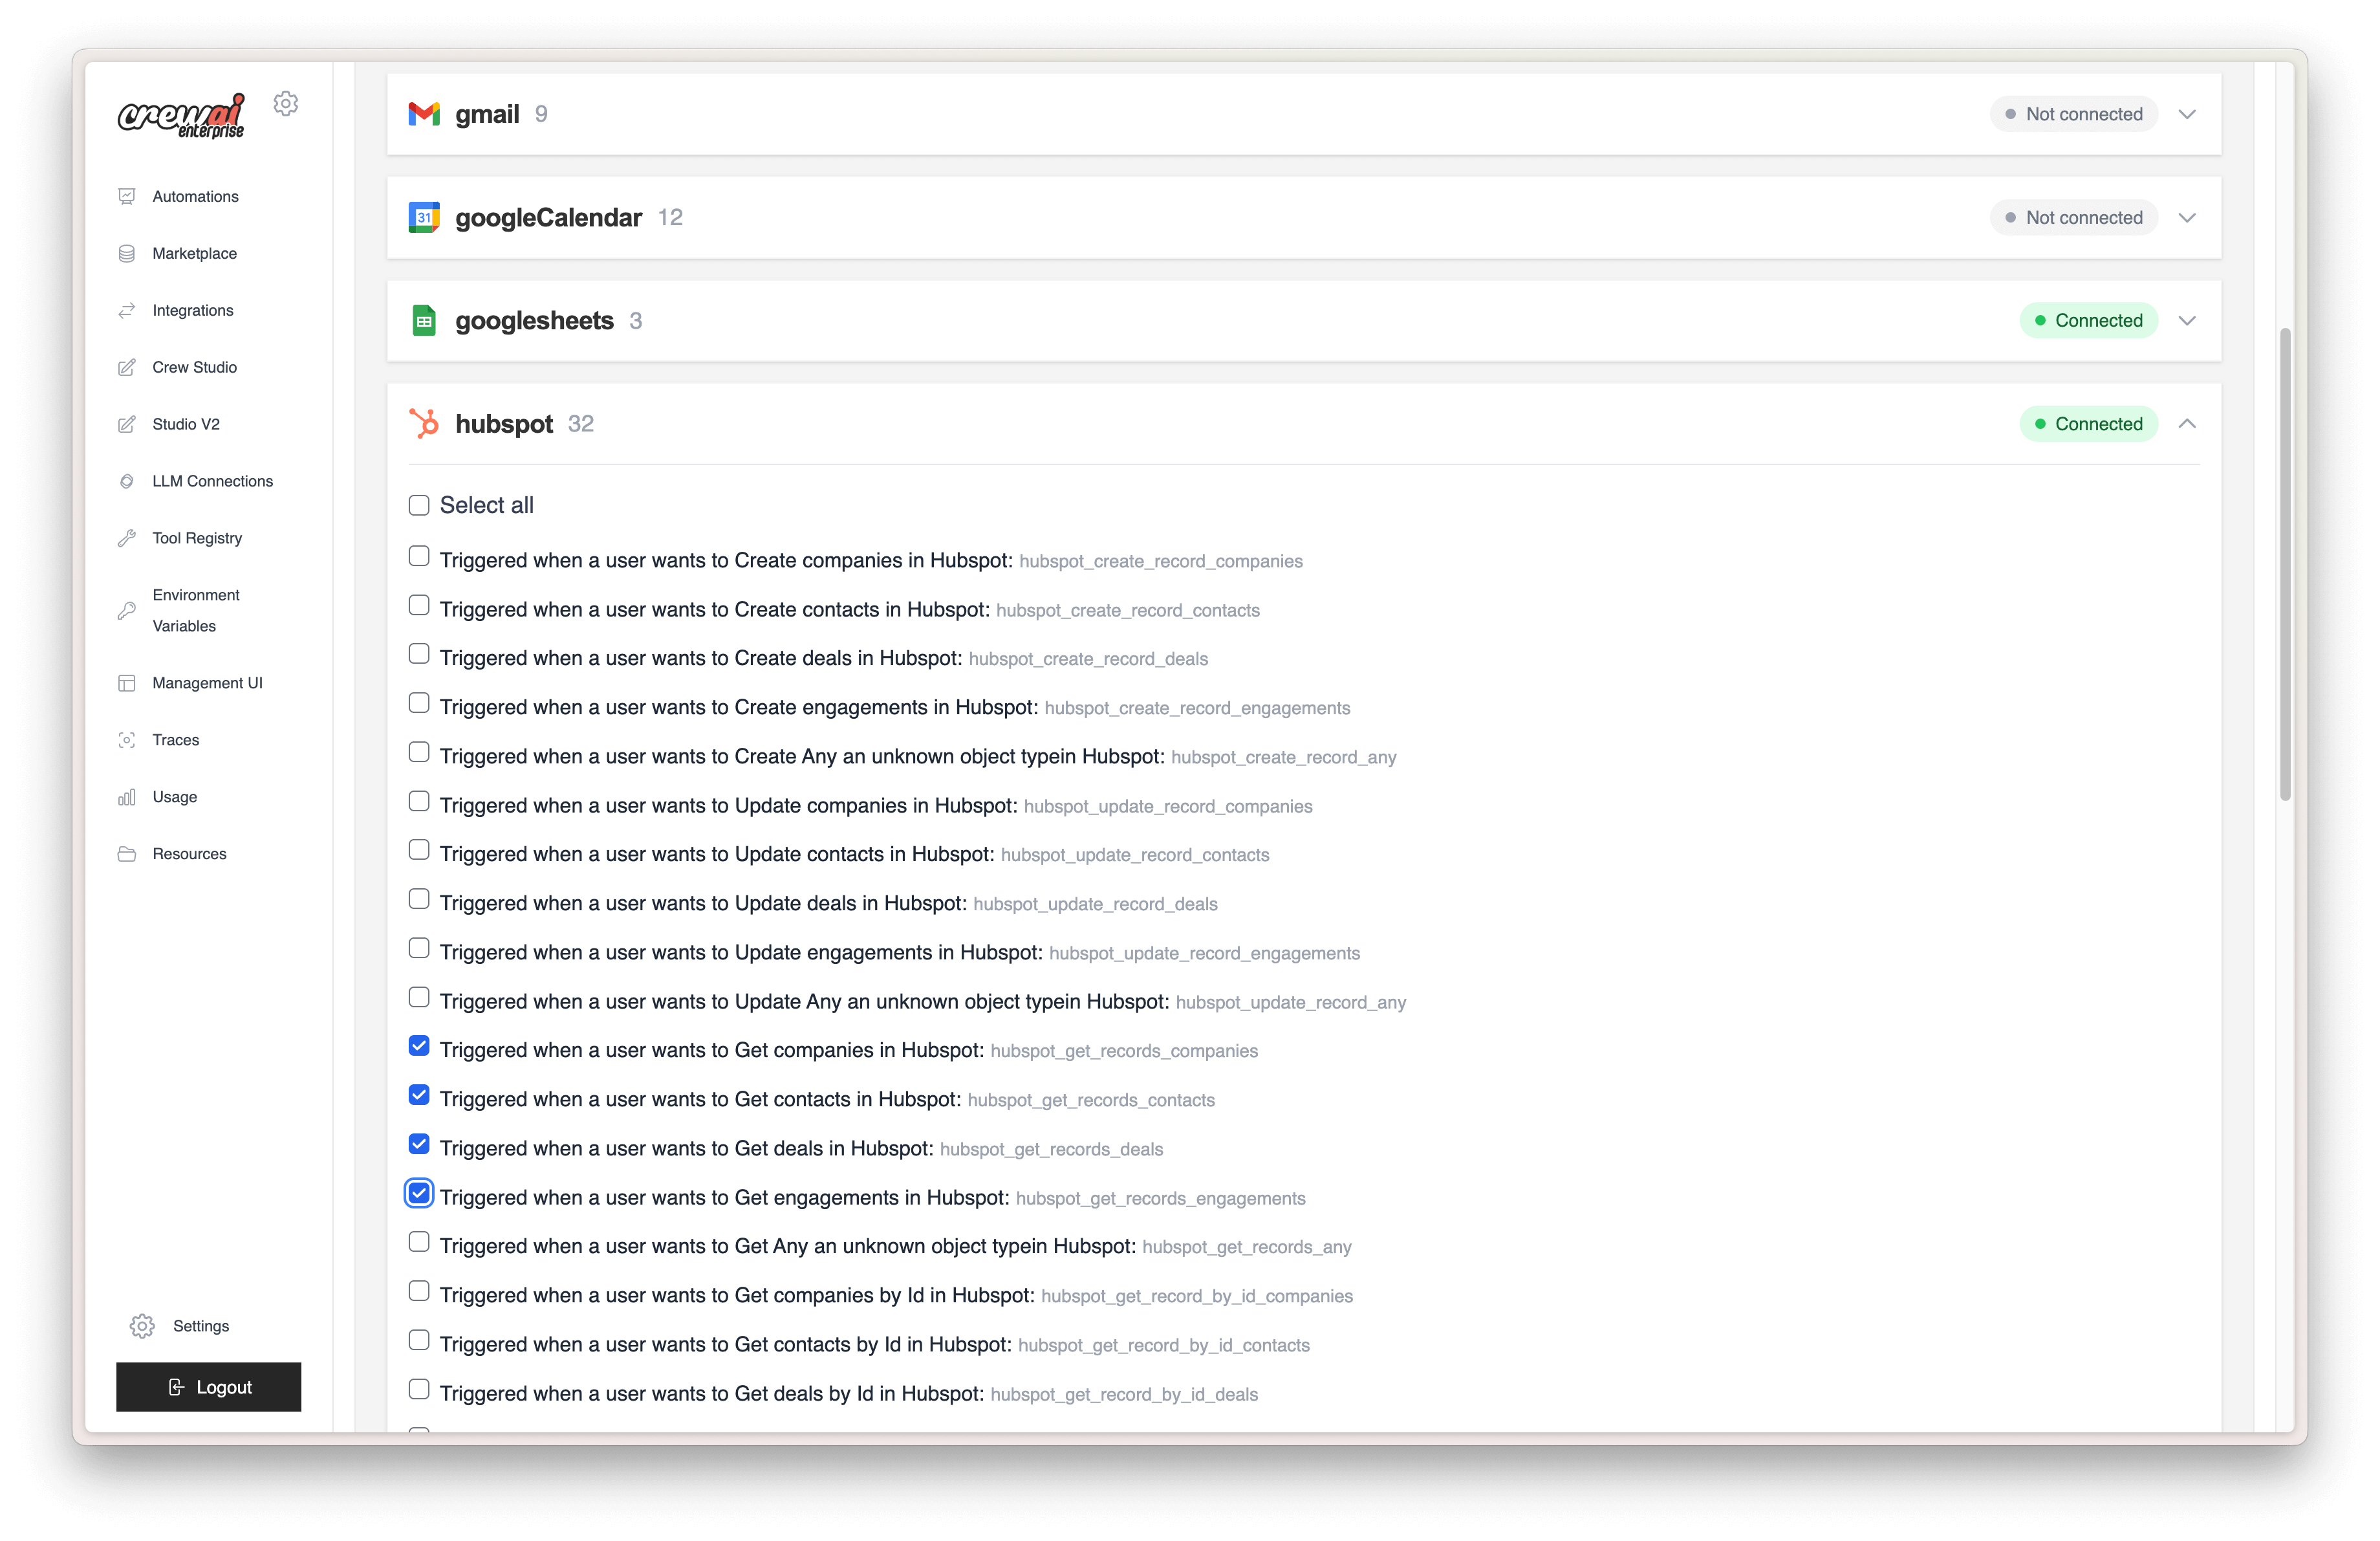 crewai
enterprise
Automations
Marketplace
Integrations
Crew Studio
Studio V2
LLM Connections
Tool Registry
Environment
Variables
Management UI
Traces
Usage
Resources
Settings
Logout
gmail 9 Not connected
31 googleCalendar 12 Not connected
googlesheets 3 Connected
hubspot 32 Connected
Select all
Triggered when a user wants to Create companies in Hubspot: hubspot_create_record_companies
Triggered when a user wants to Create contacts in Hubspot: hubspot_create_record_contacts
Triggered when a user wants to Create deals in Hubspot: hubspot_create_record_deals
Triggered when a user wants to Create engagements in Hubspot: hubspot_create_record_engagements
Triggered when a user wants to Create Any an unknown object typein Hubspot: hubspot_create_record_any
Triggered when a user wants to Update companies in Hubspot: hubspot_update_record_companies
Triggered when a user wants to Update contacts in Hubspot: hubspot_update_record_contacts
Triggered when a user wants to Update deals in Hubspot: hubspot_update_record_deals
Triggered when a user wants to Update engagements in Hubspot: hubspot_update_record_engagements
Triggered when a user wants to Update Any an unknown object typein Hubspot: hubspot_update_record_any
Triggered when a user wants to Get companies in Hubspot: hubspot_get_records_companies
Triggered when a user wants to Get contacts in Hubspot: hubspot_get_records_contacts
Triggered when a user wants to Get deals in Hubspot: hubspot_get_records_deals
Triggered when a user wants to Get engagements in Hubspot: hubspot_get_records_engagements
Triggered when a user wants to Get Any an unknown object typein Hubspot: hubspot_get_records_any
Triggered when a user wants to Get companies by Id in Hubspot: hubspot_get_record_by_id_companies
Triggered when a user wants to Get contacts by Id in Hubspot: hubspot_get_record_by_id_contacts
Triggered when a user wants to Get deals by Id in Hubspot: hubspot_get_record_by_id_deals